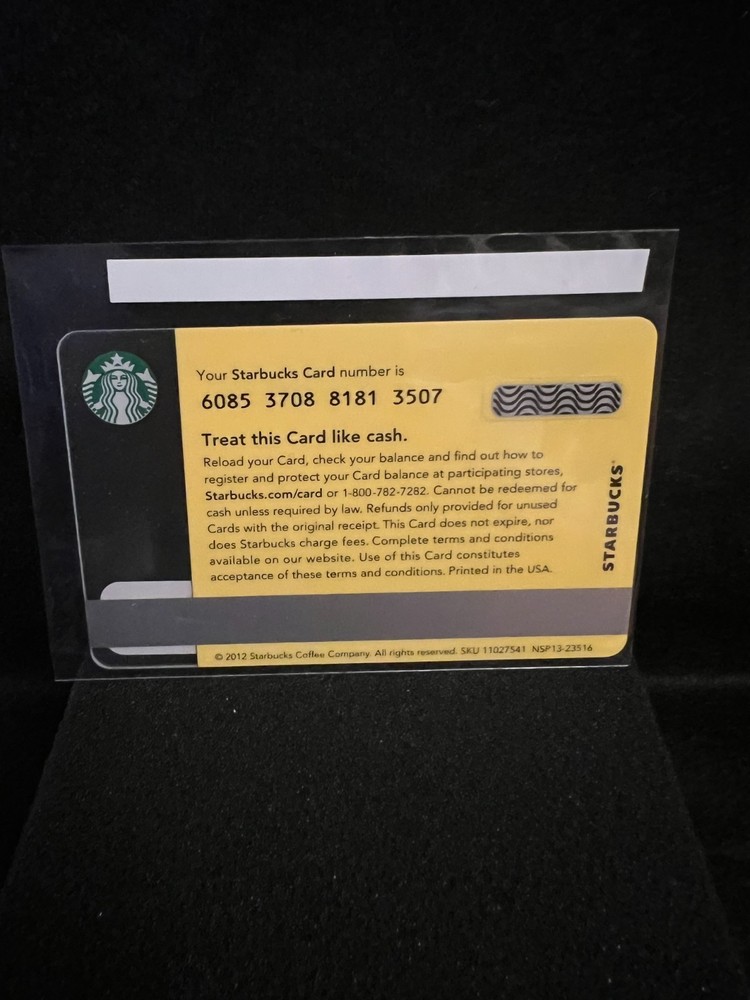 Your Starbucks Card number is
6085 3708 8181 3507
Treat this Card like cash.
Reload your Card, check your balance and find out how to
register and protect your Card balance at participating stores,
Starbucks.com/card or 1-800-782-7282. Cannot be redeemed for
cash unless required by law. Refunds only provided for unused
Cards with the original receipt. This Card does not expire, nor
does Starbucks charge fees. Complete terms and conditions
available on our website. Use of this Card constitutes
acceptance of these terms and conditions. Printed in the USA.
STARBUCKS®
© 2012 Starbucks Coffee Company. All rights reserved. SKU 11027541 NSP13-23516